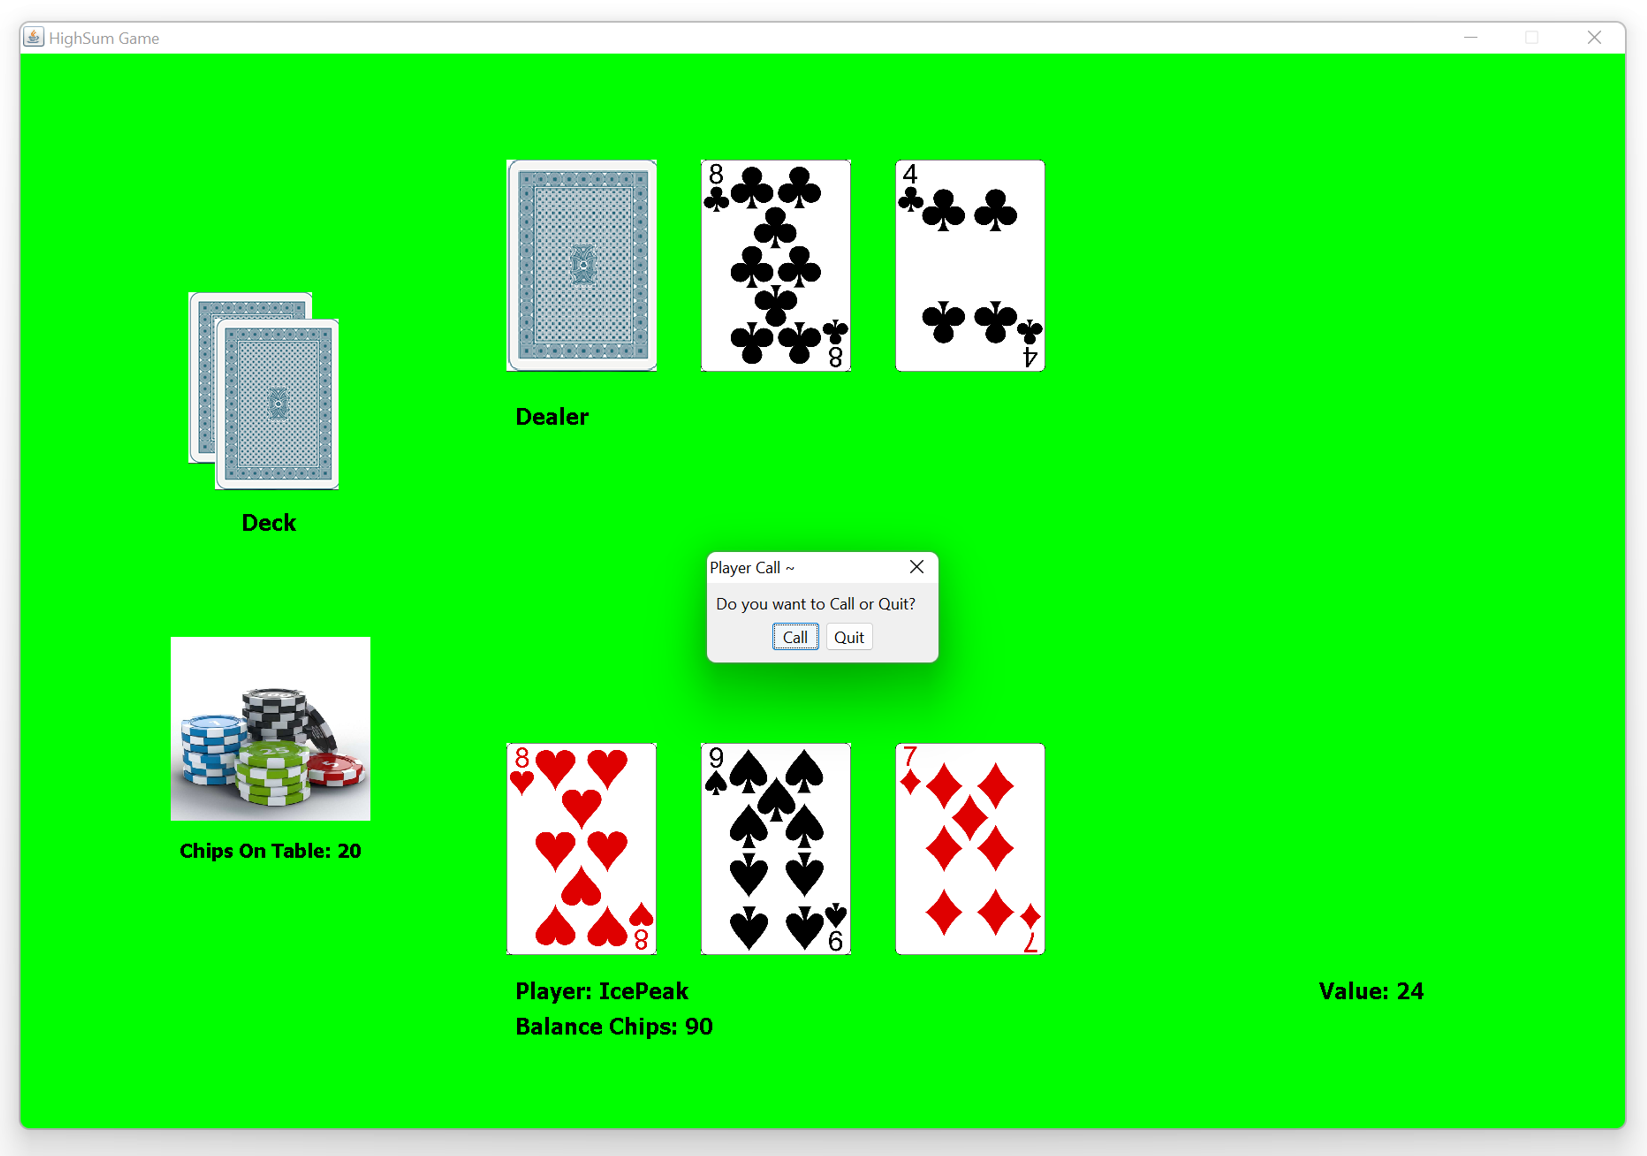 HighSum Game
8
8
4
4
Dealer
Deck
Player Call ~
Do you want to Call or Quit?
Call Quit
Chips On Table: 20
8
8
9
9
7
7
Player: IcePeak
Value: 24
Balance Chips: 90